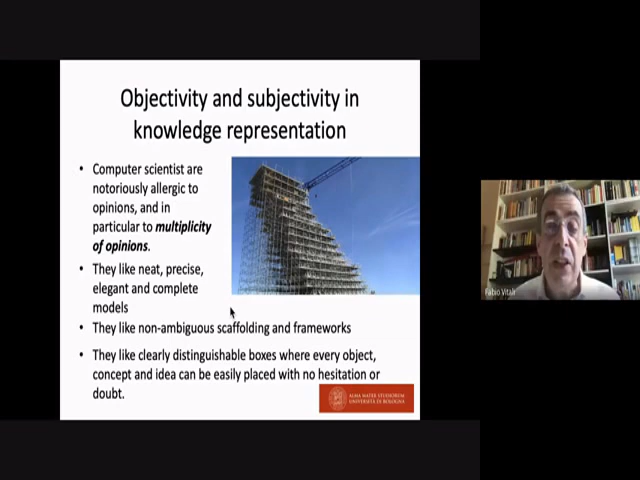 Objectivity and subjectivity in
knowledge representation
• Computer scientist are
notoriously allergic to
opinions, and in
particular to multiplicity
of opinions.
• They like neat, precise,
elegant and complete
models
• They like non-ambiguous scaffolding and frameworks
• They like clearly distinguishable boxes where every object,
concept and idea can be easily placed with no hesitation or
doubt.
ALMA MATER STUDIORUM
UNIVERSITÀ DI BOLOGNA
Fabio Vitali